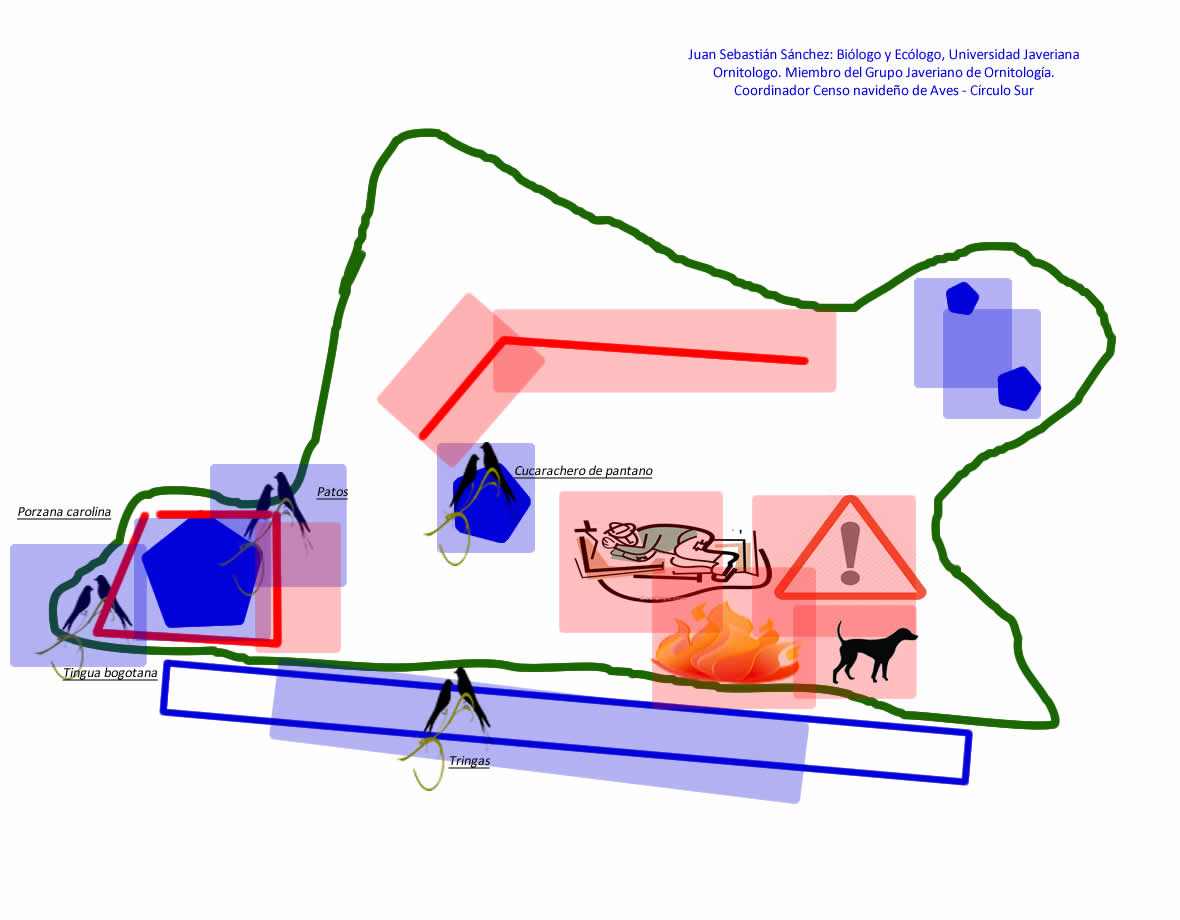 Juan Sebastián Sánchez: Biólogo y Ecólogo, Universidad Javeriana
Ornitologo. Miembro del Grupo Javeriano de Ornitología.
Coordinador Censo navideño de Aves - Círculo Sur
Cucarachero de pantano
Patos
Porzana carolina
Tingua bogotana
Tringas